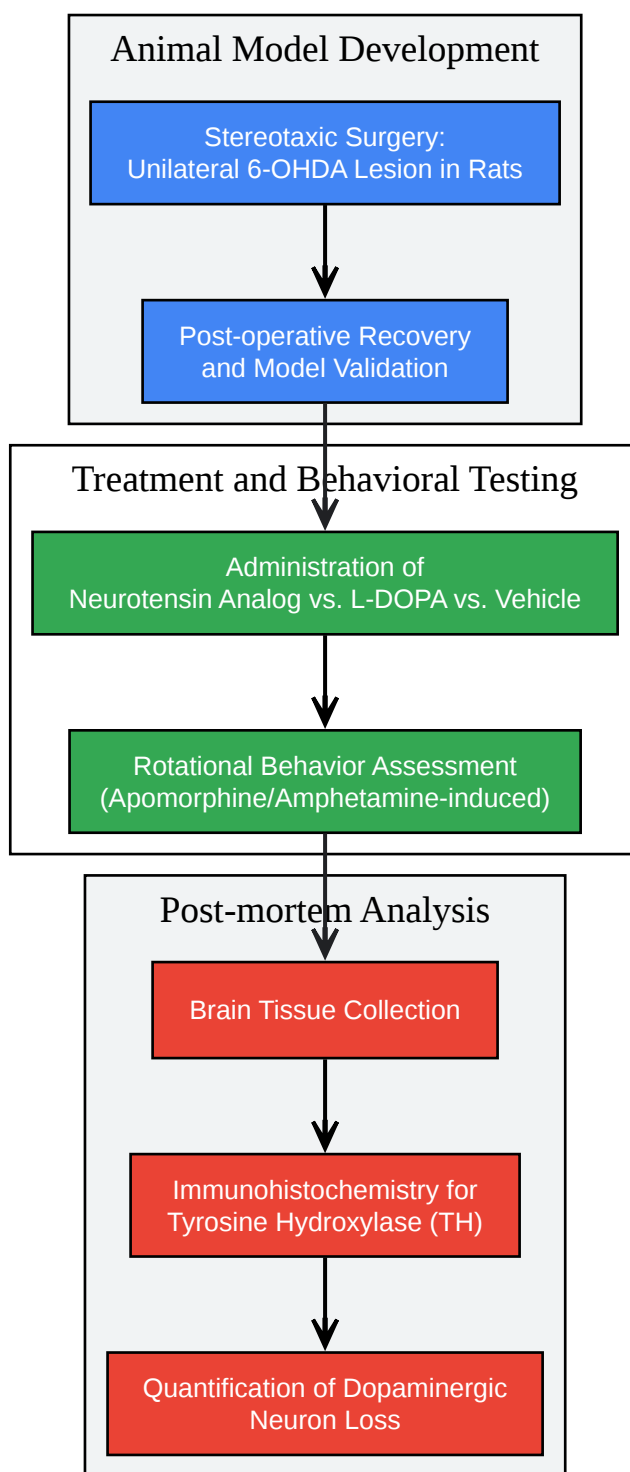 Animal Model Development
Stereotaxic Surgery:
Unilateral 6-OHDA Lesion in Rats
Post-operative Recovery
and Model Validation
Treatment and Behavioral Testing
Administration of
Neurotensin Analog vs. L-DOPA vs. Vehicle
Rotational Behavior Assessment
(Apomorphine/Amphetamine-induced)
Post-mortem Analysis
Brain Tissue Collection
Immunohistochemistry for
Tyrosine Hydroxylase (TH)
Quantification of Dopaminergic
Neuron Loss